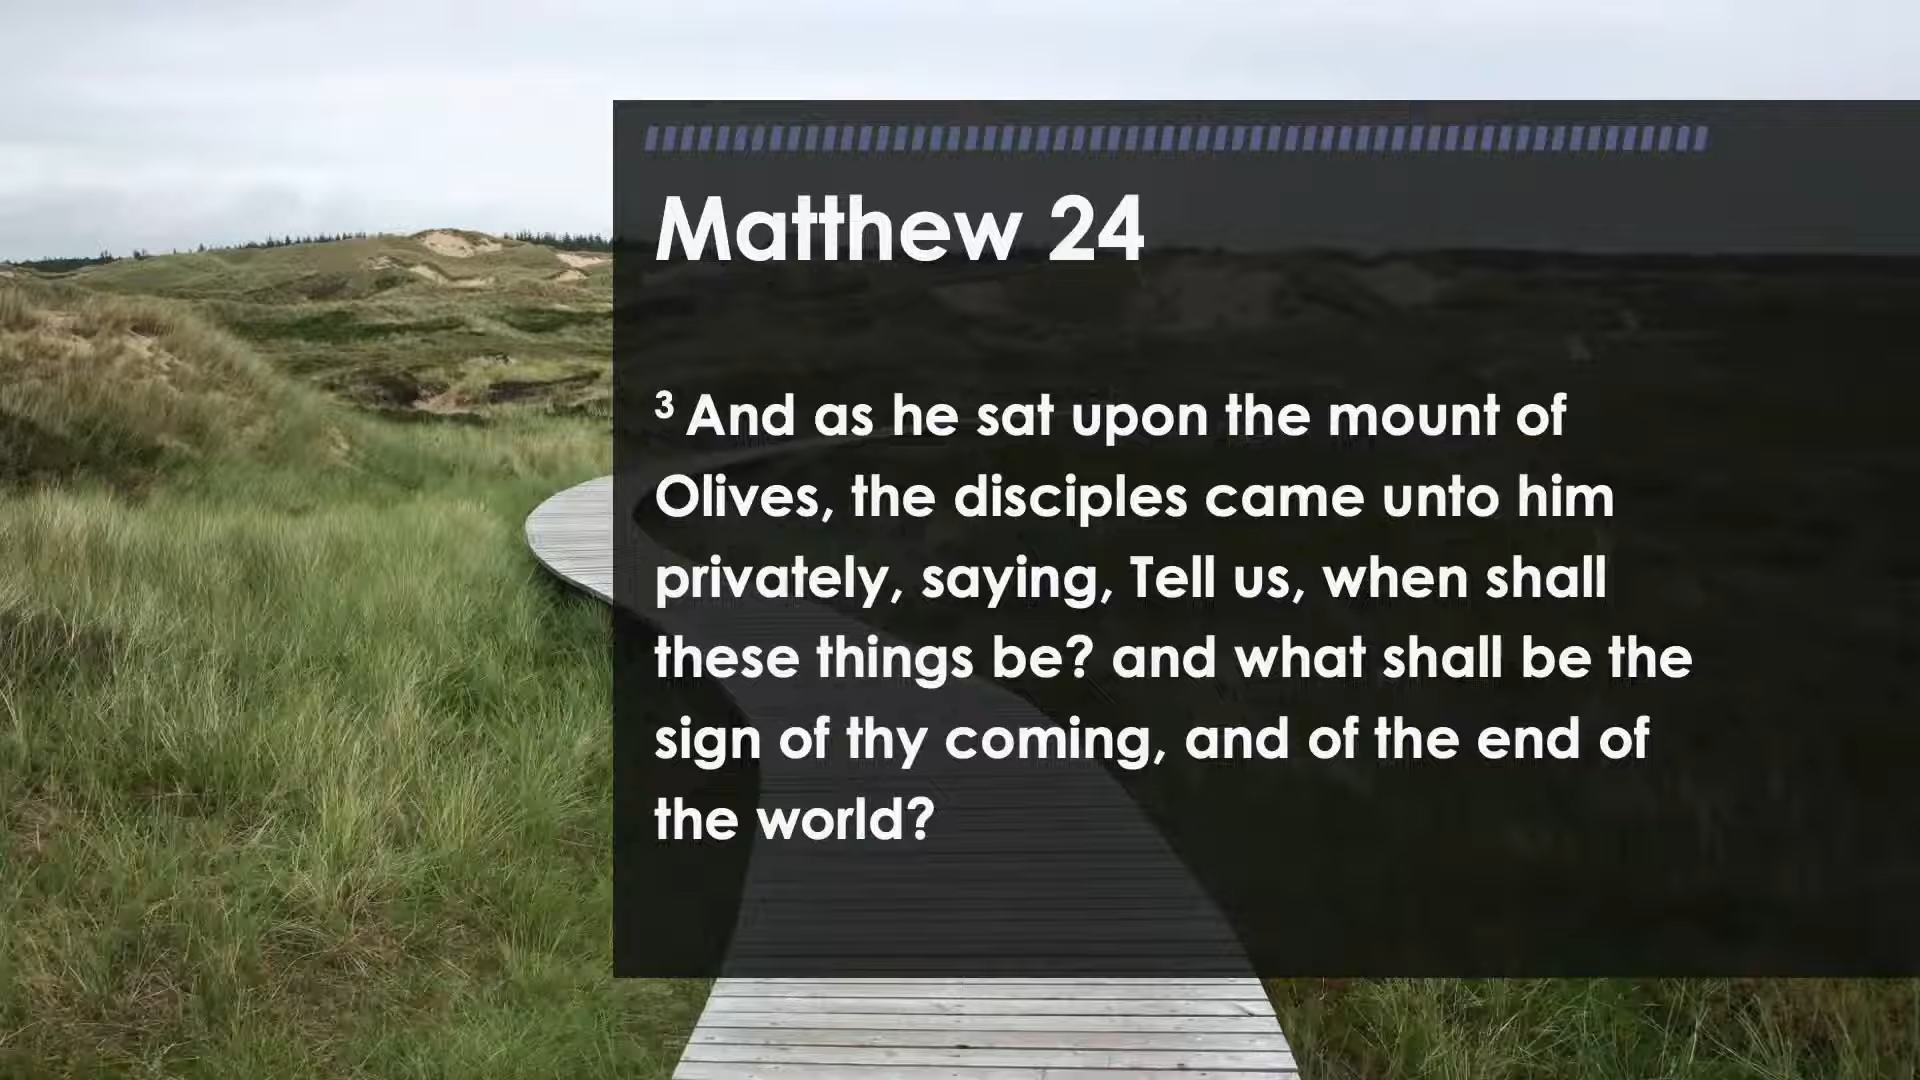 Matthew 24
3 And as he sat upon the mount of
Olives, the disciples came unto him
privately, saying, Tell us, when shall
these things be? and what shall be the
sign of thy coming, and of the end of
the world?